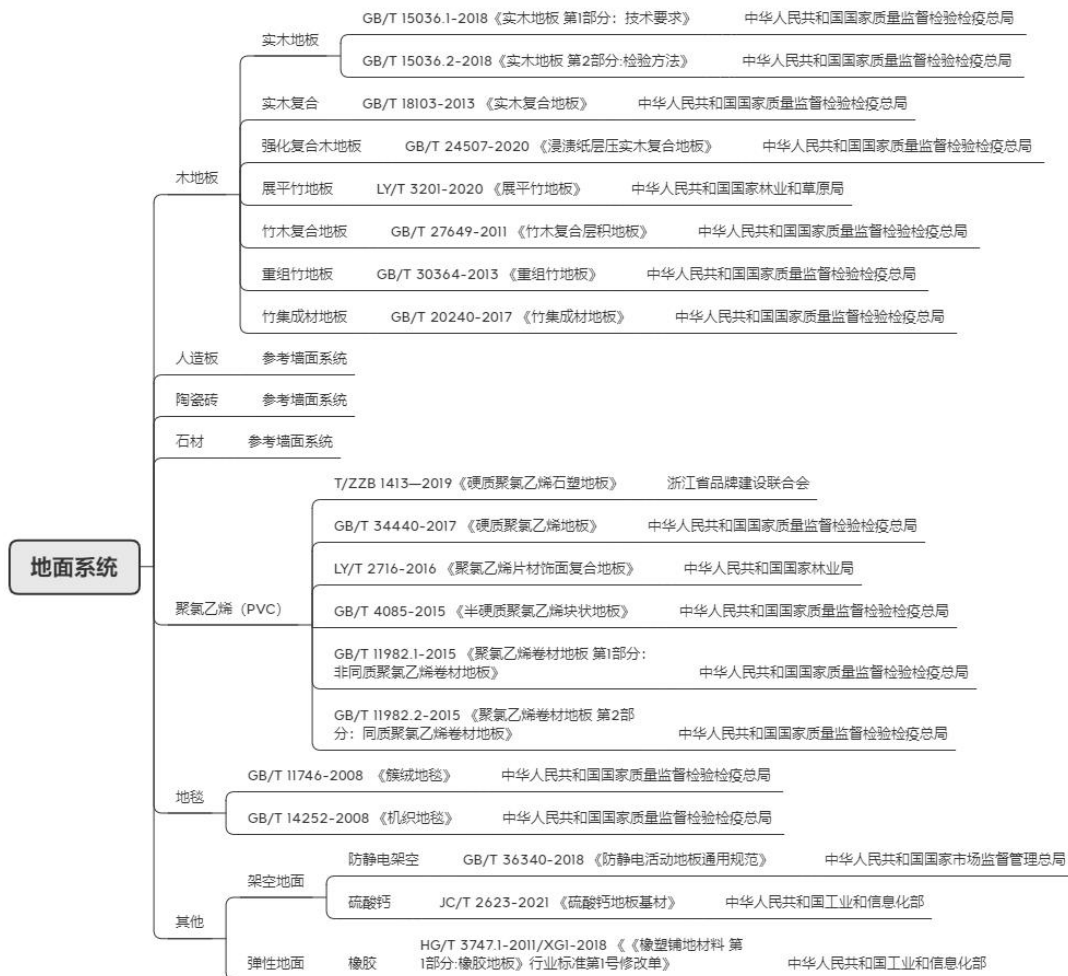 地面系统
木地板
实木地板
GB/T 15036.1-2018《实木地板 第1部分：技术要求》 中华人民共和国国家质量监督检验检疫总局
GB/T 15036.2-2018《实木地板 第2部分:检验方法》 中华人民共和国国家质量监督检验检疫总局
实木复合 GB/T 18103-2013 《实木复合地板》 中华人民共和国国家质量监督检验检疫总局
强化复合木地板 GB/T 24507-2020 《浸渍纸层压实木复合地板》 中华人民共和国国家质量监督检验检疫总局
展平竹地板 LY/T 3201-2020 《展平竹地板》 中华人民共和国国家林业和草原局
竹木复合地板 GB/T 27649-2011 《竹木复合层积地板》 中华人民共和国国家质量监督检验检疫总局
重组竹地板 GB/T 30364-2013 《重组竹地板》 中华人民共和国国家质量监督检验检疫总局
竹集成材地板 GB/T 20240-2017 《竹集成材地板》 中华人民共和国国家质量监督检验检疫总局
人造板 参考墙面系统
陶瓷砖 参考墙面系统
石材 参考墙面系统
聚氯乙烯（PVC）
T/ZZB 1413—2019《硬质聚氯乙烯石塑地板》 浙江省品牌建设联合会
GB/T 34440-2017 《硬质聚氯乙烯地板》 中华人民共和国国家质量监督检验检疫总局
LY/T 2716-2016 《聚氯乙烯片材饰面复合地板》 中华人民共和国国家林业局
GB/T 4085-2015 《半硬质聚氯乙烯块状地板》 中华人民共和国国家质量监督检验检疫总局
GB/T 11982.1-2015 《聚氯乙烯卷材地板 第1部分：
非同质聚氯乙烯卷材地板》 中华人民共和国国家质量监督检验检疫总局
GB/T 11982.2-2015 《聚氯乙烯卷材地板 第2部
分：同质聚氯乙烯卷材地板》 中华人民共和国国家质量监督检验检疫总局
地毯
GB/T 11746-2008 《簇绒地毯》 中华人民共和国国家质量监督检验检疫总局
GB/T 14252-2008 《机织地毯》 中华人民共和国国家质量监督检验检疫总局
其他
架空地面
防静电架空 GB/T 36340-2018 《防静电活动地板通用规范》 中华人民共和国国家市场监督管理总局
硫酸钙 JC/T 2623-2021 《硫酸钙地板基材》 中华人民共和国工业和信息化部
弹性地面 橡胶
HG/T 3747.1-2011/XG1-2018 《《橡塑铺地材料 第
1部分:橡胶地板》行业标准第1号修改单》 中华人民共和国工业和信息化部